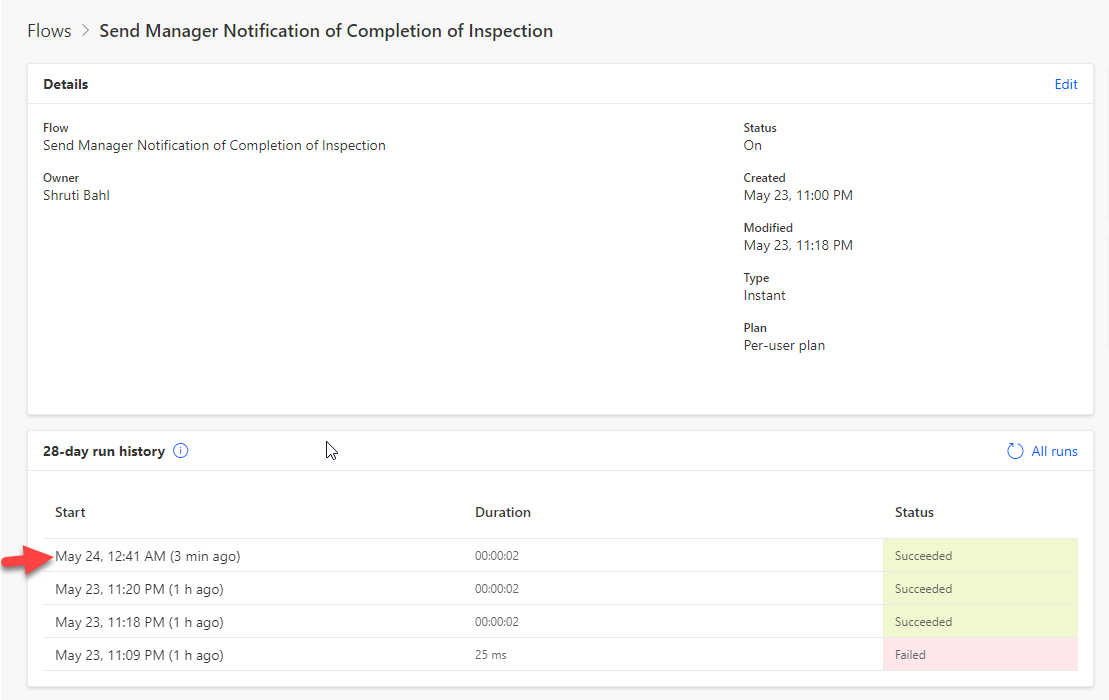 Flows > Send Manager Notification of Completion of Inspection
Details
Edit
Flow
Send Manager Notification of Completion of Inspection
Owner
Shruti Bahl
Status
On
Created
May 23, 11:00 PM
Modified
May 23, 11:18 PM
Type
Instant
Plan
Per-user plan
28-day run history
All runs
Start Duration Status
May 24, 12:41 AM (3 min ago) 00:00:02 Succeeded
May 23, 11:20 PM (1 h ago) 00:00:02 Succeeded
May 23, 11:18 PM (1 h ago) 00:00:02 Succeeded
May 23, 11:09 PM (1 h ago) 25 ms Failed